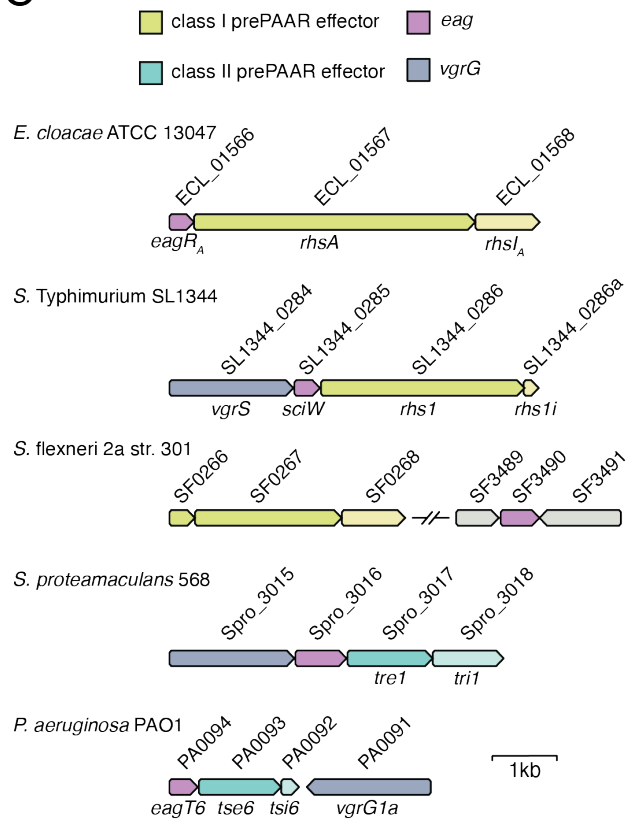 class I prePAAR effector eag
class II prePAAR effector vgrG
E. cloacae ATCC 13047
ECL_01566 ECL_01567 ECL_01568
eagRA rhsA rhsIA
S. Typhimurium SL1344
SL1344_0284 SL1344_0285 SL1344_0286 SL1344_0286a
vgrS sciW rhs1 rhs1i
S. flexneri 2a str. 301
SF0266 SF0267 SF0268 SF3489 SF3490 SF3491
S. proteamaculans 568
Spro_3015 Spro_3016 Spro_3017 Spro_3018
tre1 tri1
P. aeruginosa PAO1
PA0094 PA0093 PA0092 PA0091
eagT6 tse6 tsi6 vgrG1a
1kb